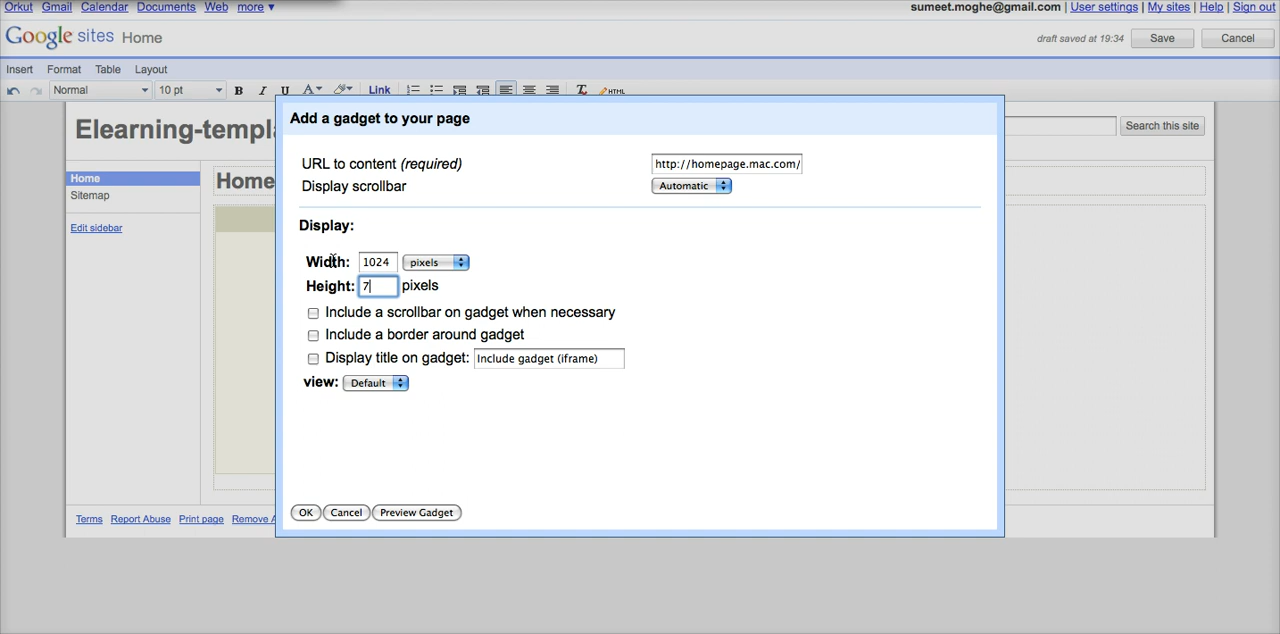 Orkut Gmail Calendar Documents Web more ▼
sumeet.moghe@gmail.com | User settings | My sites | Help | Sign out
Google sites Home
draft saved at 19:34 Save Cancel
Insert Format Table Layout
Normal 10 pt B I U A Link T HTML
Add a gadget to your page
Elearning-templa
Search this site
URL to content (required) http://homepage.mac.com/
Display scrollbar Automatic
Home
Sitemap
Edit sidebar
Home
Display:
Width: 1024 pixels
Height: 7 pixels
Include a scrollbar on gadget when necessary
Include a border around gadget
Display title on gadget: Include gadget (iframe)
view: Default
OK Cancel Preview Gadget
Terms Report Abuse Print page Remove A